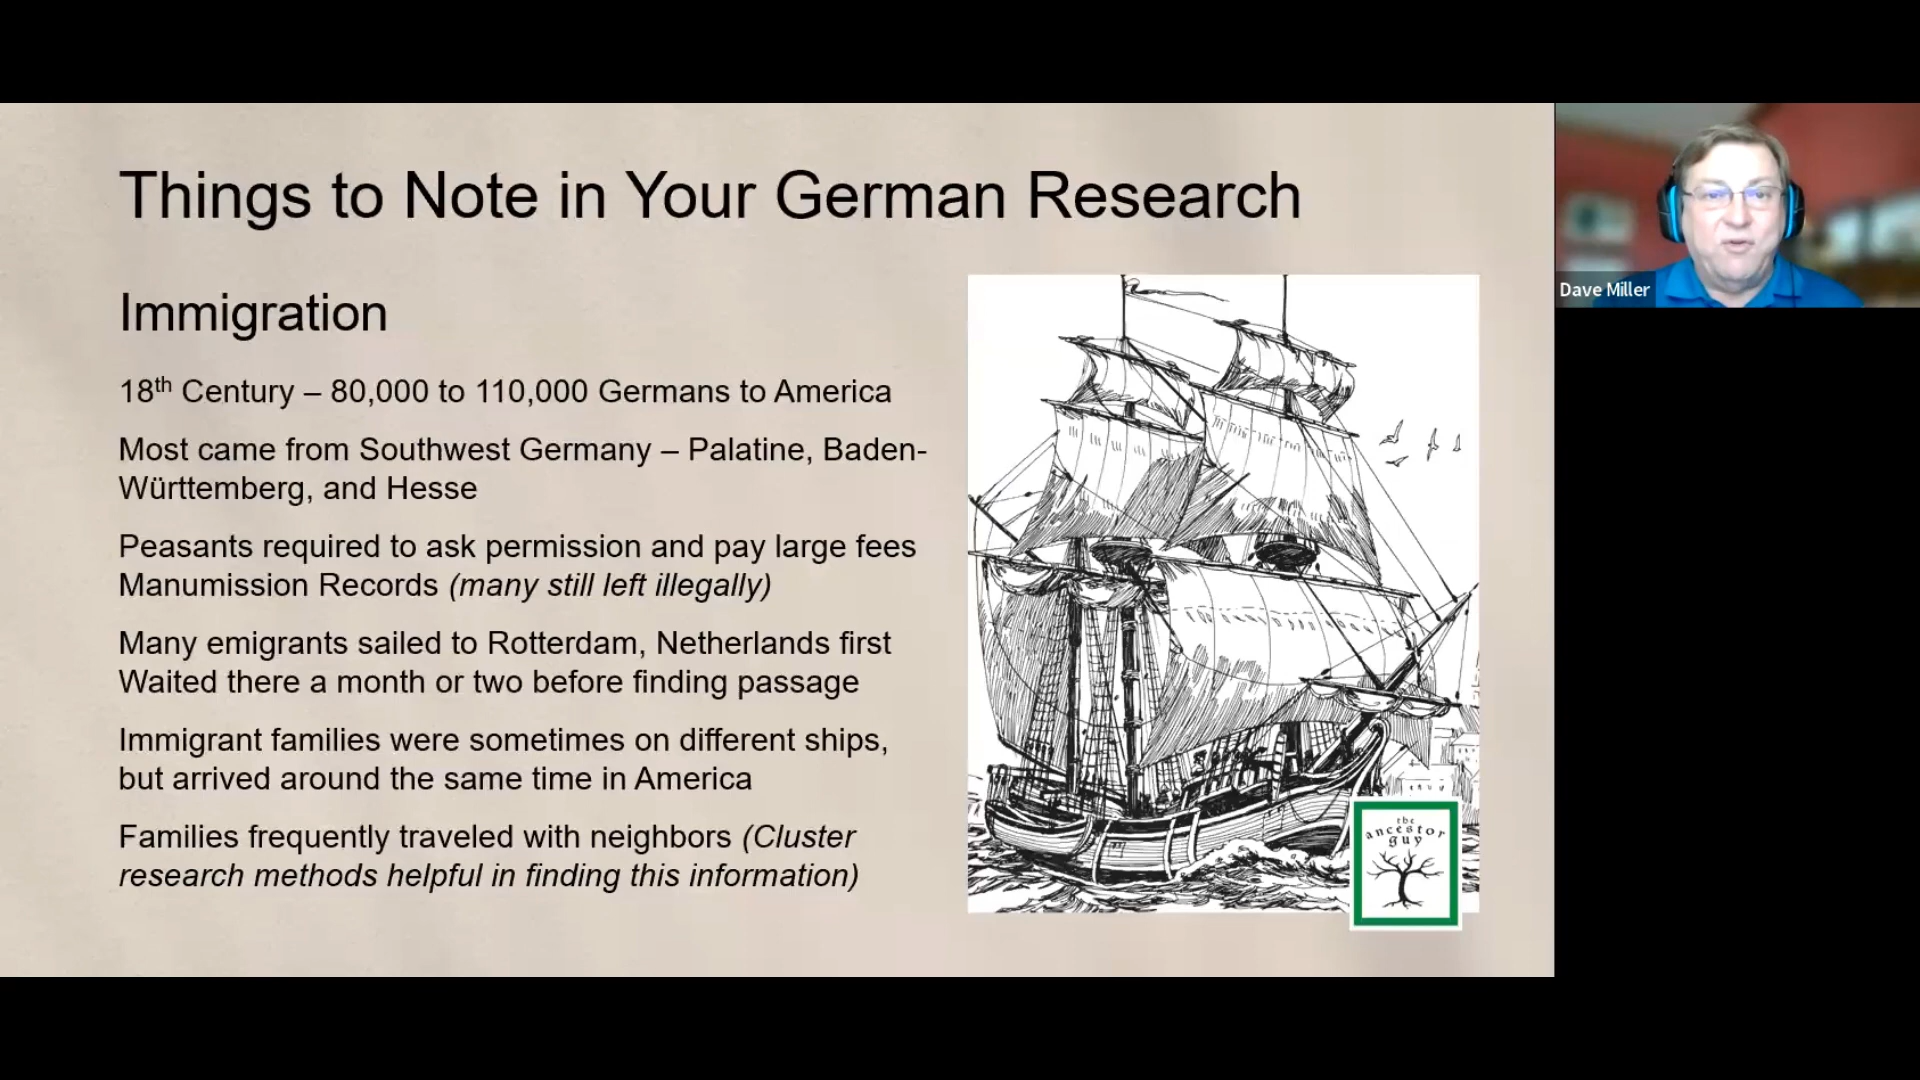 Things to Note in Your German Research
Immigration
18th Century – 80,000 to 110,000 Germans to America
Most came from Southwest Germany – Palatine, Baden-
Württemberg, and Hesse
Peasants required to ask permission and pay large fees
Manumission Records (many still left illegally)
Many emigrants sailed to Rotterdam, Netherlands first
Waited there a month or two before finding passage
Immigrant families were sometimes on different ships,
but arrived around the same time in America
Families frequently traveled with neighbors (Cluster
research methods helpful in finding this information)
the
ancestor
guy
Dave Miller